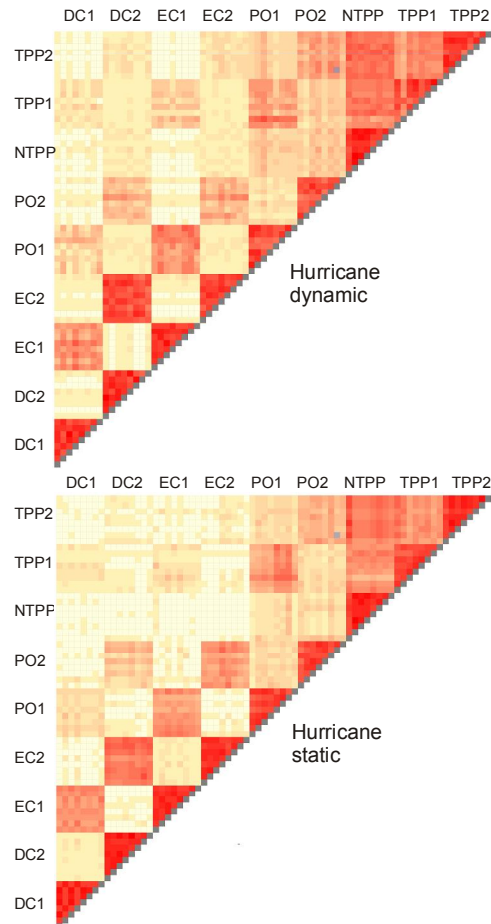 DC1 DC2 EC1 EC2 PO1 PO2 NTPP TPP1 TPP2
TPP2
TPP1
NTPP
PO2
PO1
EC2
EC1
DC2
DC1
Hurricane
dynamic
DC1 DC2 EC1 EC2 PO1 PO2 NTPP TPP1 TPP2
TPP2
TPP1
NTPP
PO2
PO1
EC2
EC1
DC2
DC1
Hurricane
static